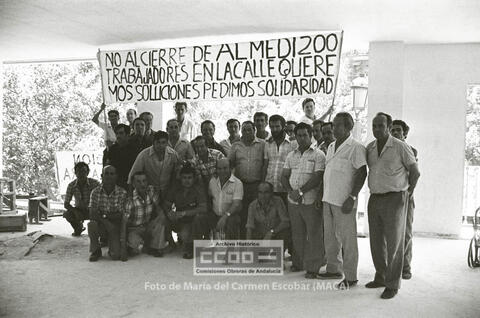 NO AL CIERRE DE ALMEDI 200
TRABAJADORES EN LA CALLE QUERE
MOS SOLUCIONES PEDIMOS SOLIDARIDAD
Archivo Histórico
CCOO
Comisiones Obreras de Andalucía
Foto de María del Carmen Escobar (MACA)